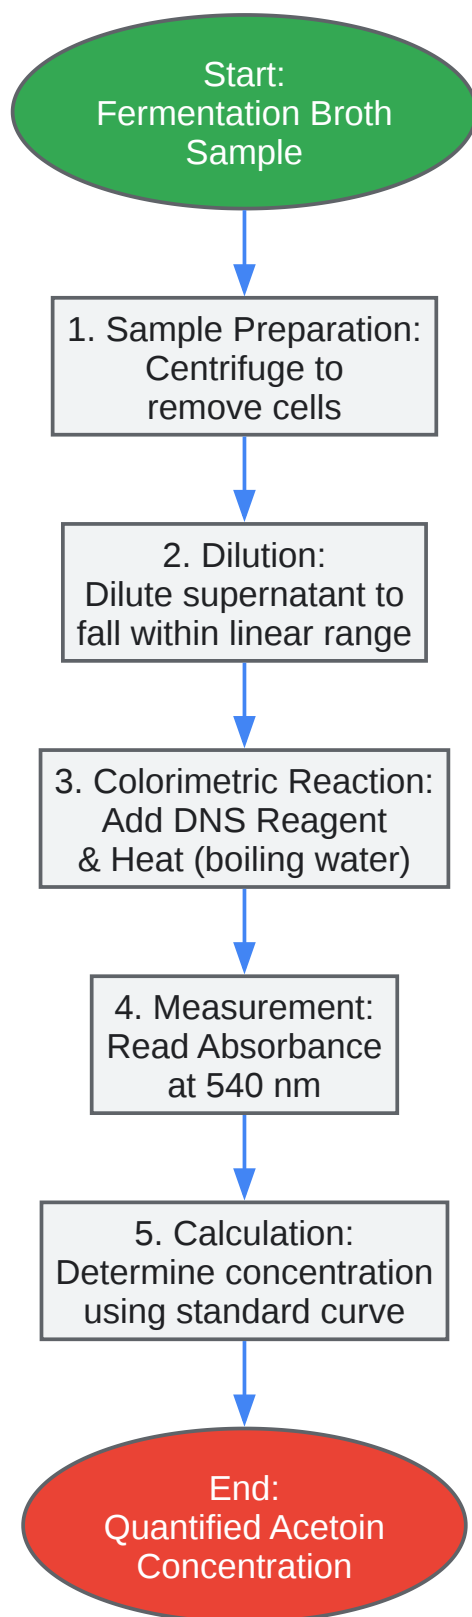 Start:
Fermentation Broth
Sample
1. Sample Preparation:
Centrifuge to
remove cells
2. Dilution:
Dilute supernatant to
fall within linear range
3. Colorimetric Reaction:
Add DNS Reagent
& Heat (boiling water)
4. Measurement:
Read Absorbance
at 540 nm
5. Calculation:
Determine concentration
using standard curve
End:
Quantified Acetoin
Concentration